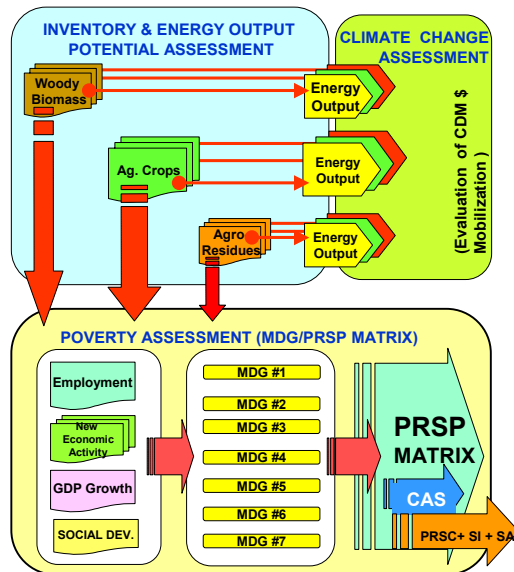 INVENTORY & ENERGY OUTPUT
POTENTIAL ASSESSMENT
CLIMATE CHANGE
ASSESSMENT
Woody
Biomass
Energy
Output
Ag. Crops
Energy
Output
Agro
Residues
Energy
Output
(Evaluation of CDM $
Mobilization )
POVERTY ASSESSMENT (MDG/PRSP MATRIX)
Employment
New
Economic
Activity
GDP Growth
SOCIAL DEV.
MDG #1
MDG #2
MDG #3
MDG #4
MDG #5
MDG #6
MDG #7
PRSP
MATRIX
CAS
PRSC+ SI + SA